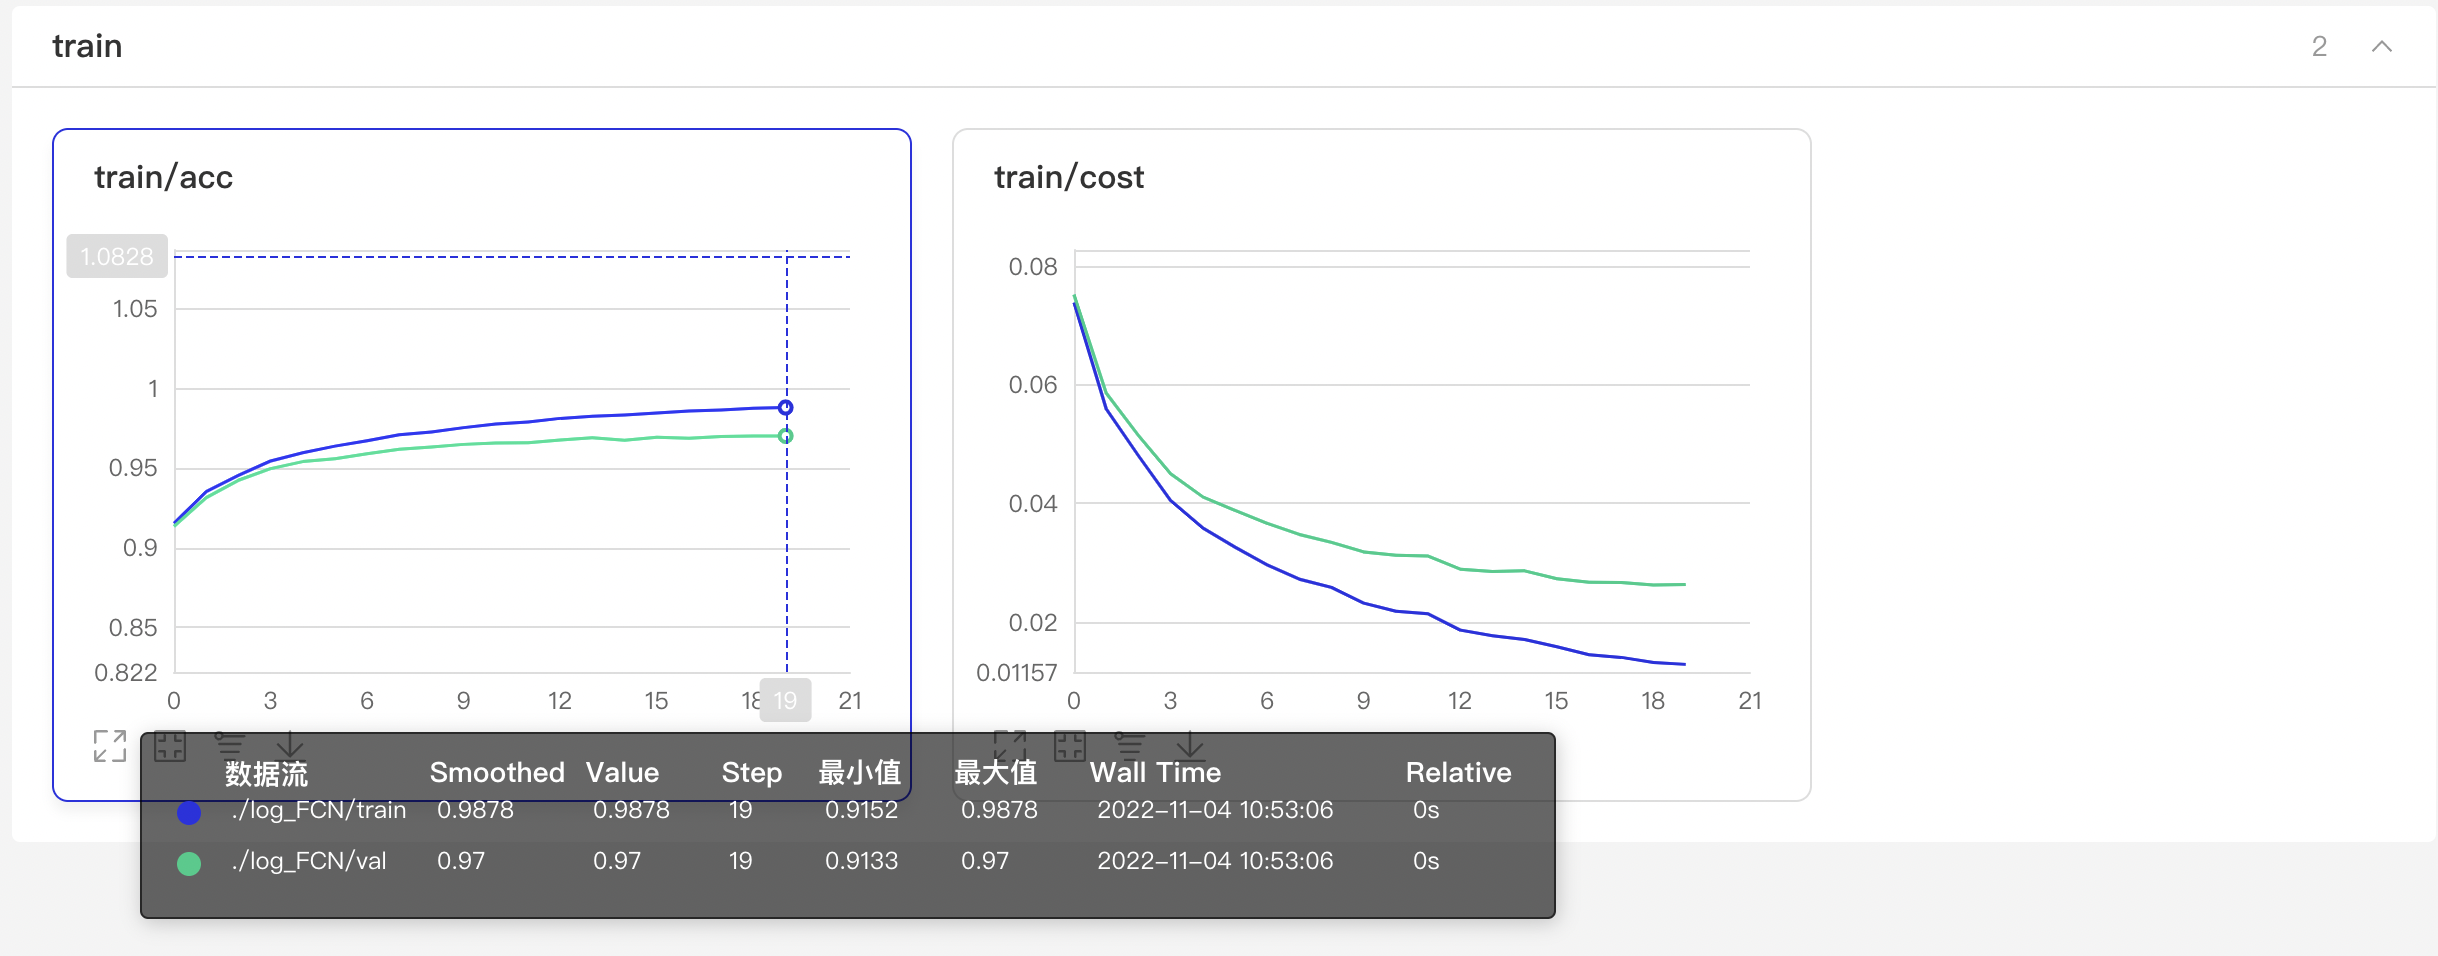 train
2
train/acc
1.0828
1.05
1
0.95
0.9
0.85
0.822
0 3 6 9 12 15 18 19 21
train/cost
0.08
0.06
0.04
0.02
0.01157
0 3 6 9 12 15 18 21
数据流 Smoothed Value Step 最小值 最大值 Wall Time Relative
./log_FCN/train 0.9878 0.9878 19 0.9152 0.9878 2022-11-04 10:53:06 0s
./log_FCN/val 0.97 0.97 19 0.9133 0.97 2022-11-04 10:53:06 0s